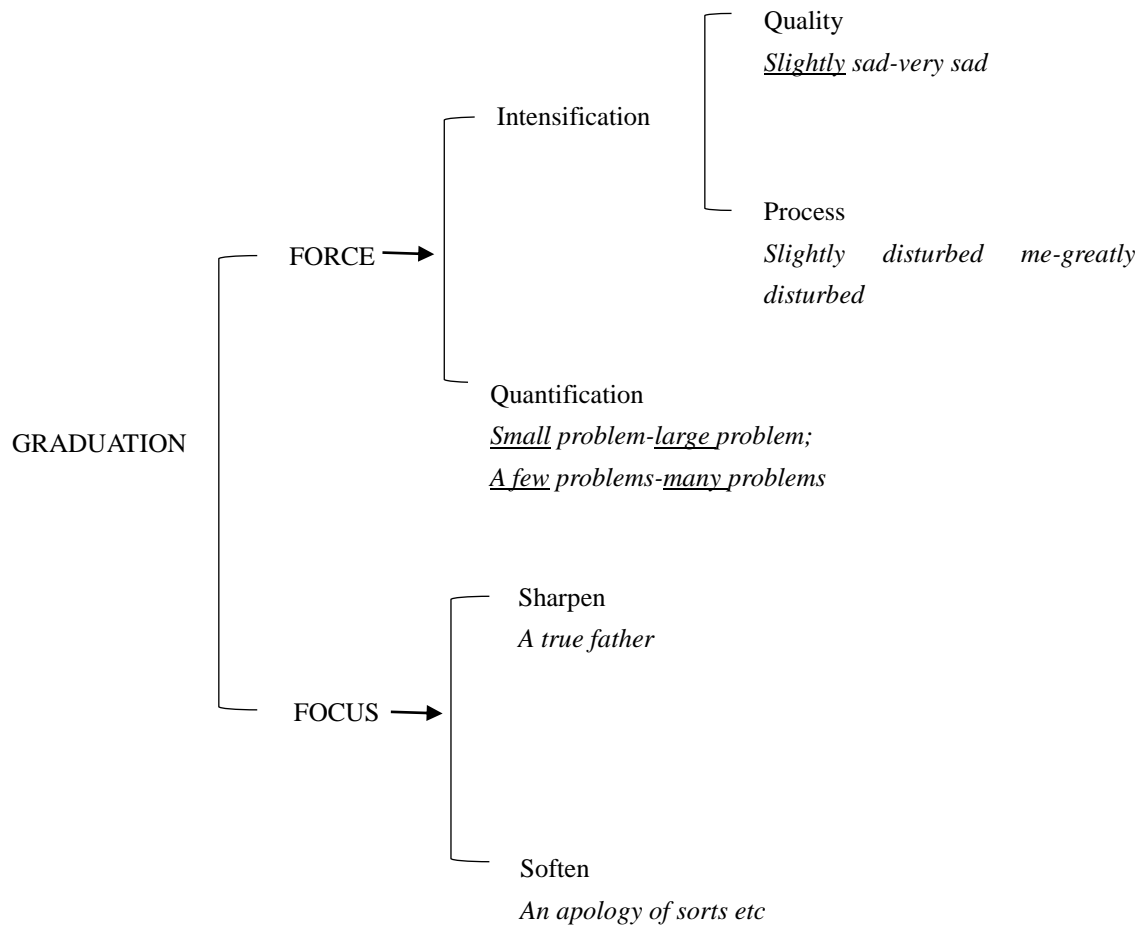 Quality
Slightly sad-very sad
Intensification
Process
Slightly disturbed me-greatly
disturbed
FORCE
Quantification
Small problem-large problem;
A few problems-many problems
GRADUATION
Sharpen
A true father
FOCUS
Soften
An apology of sorts etc